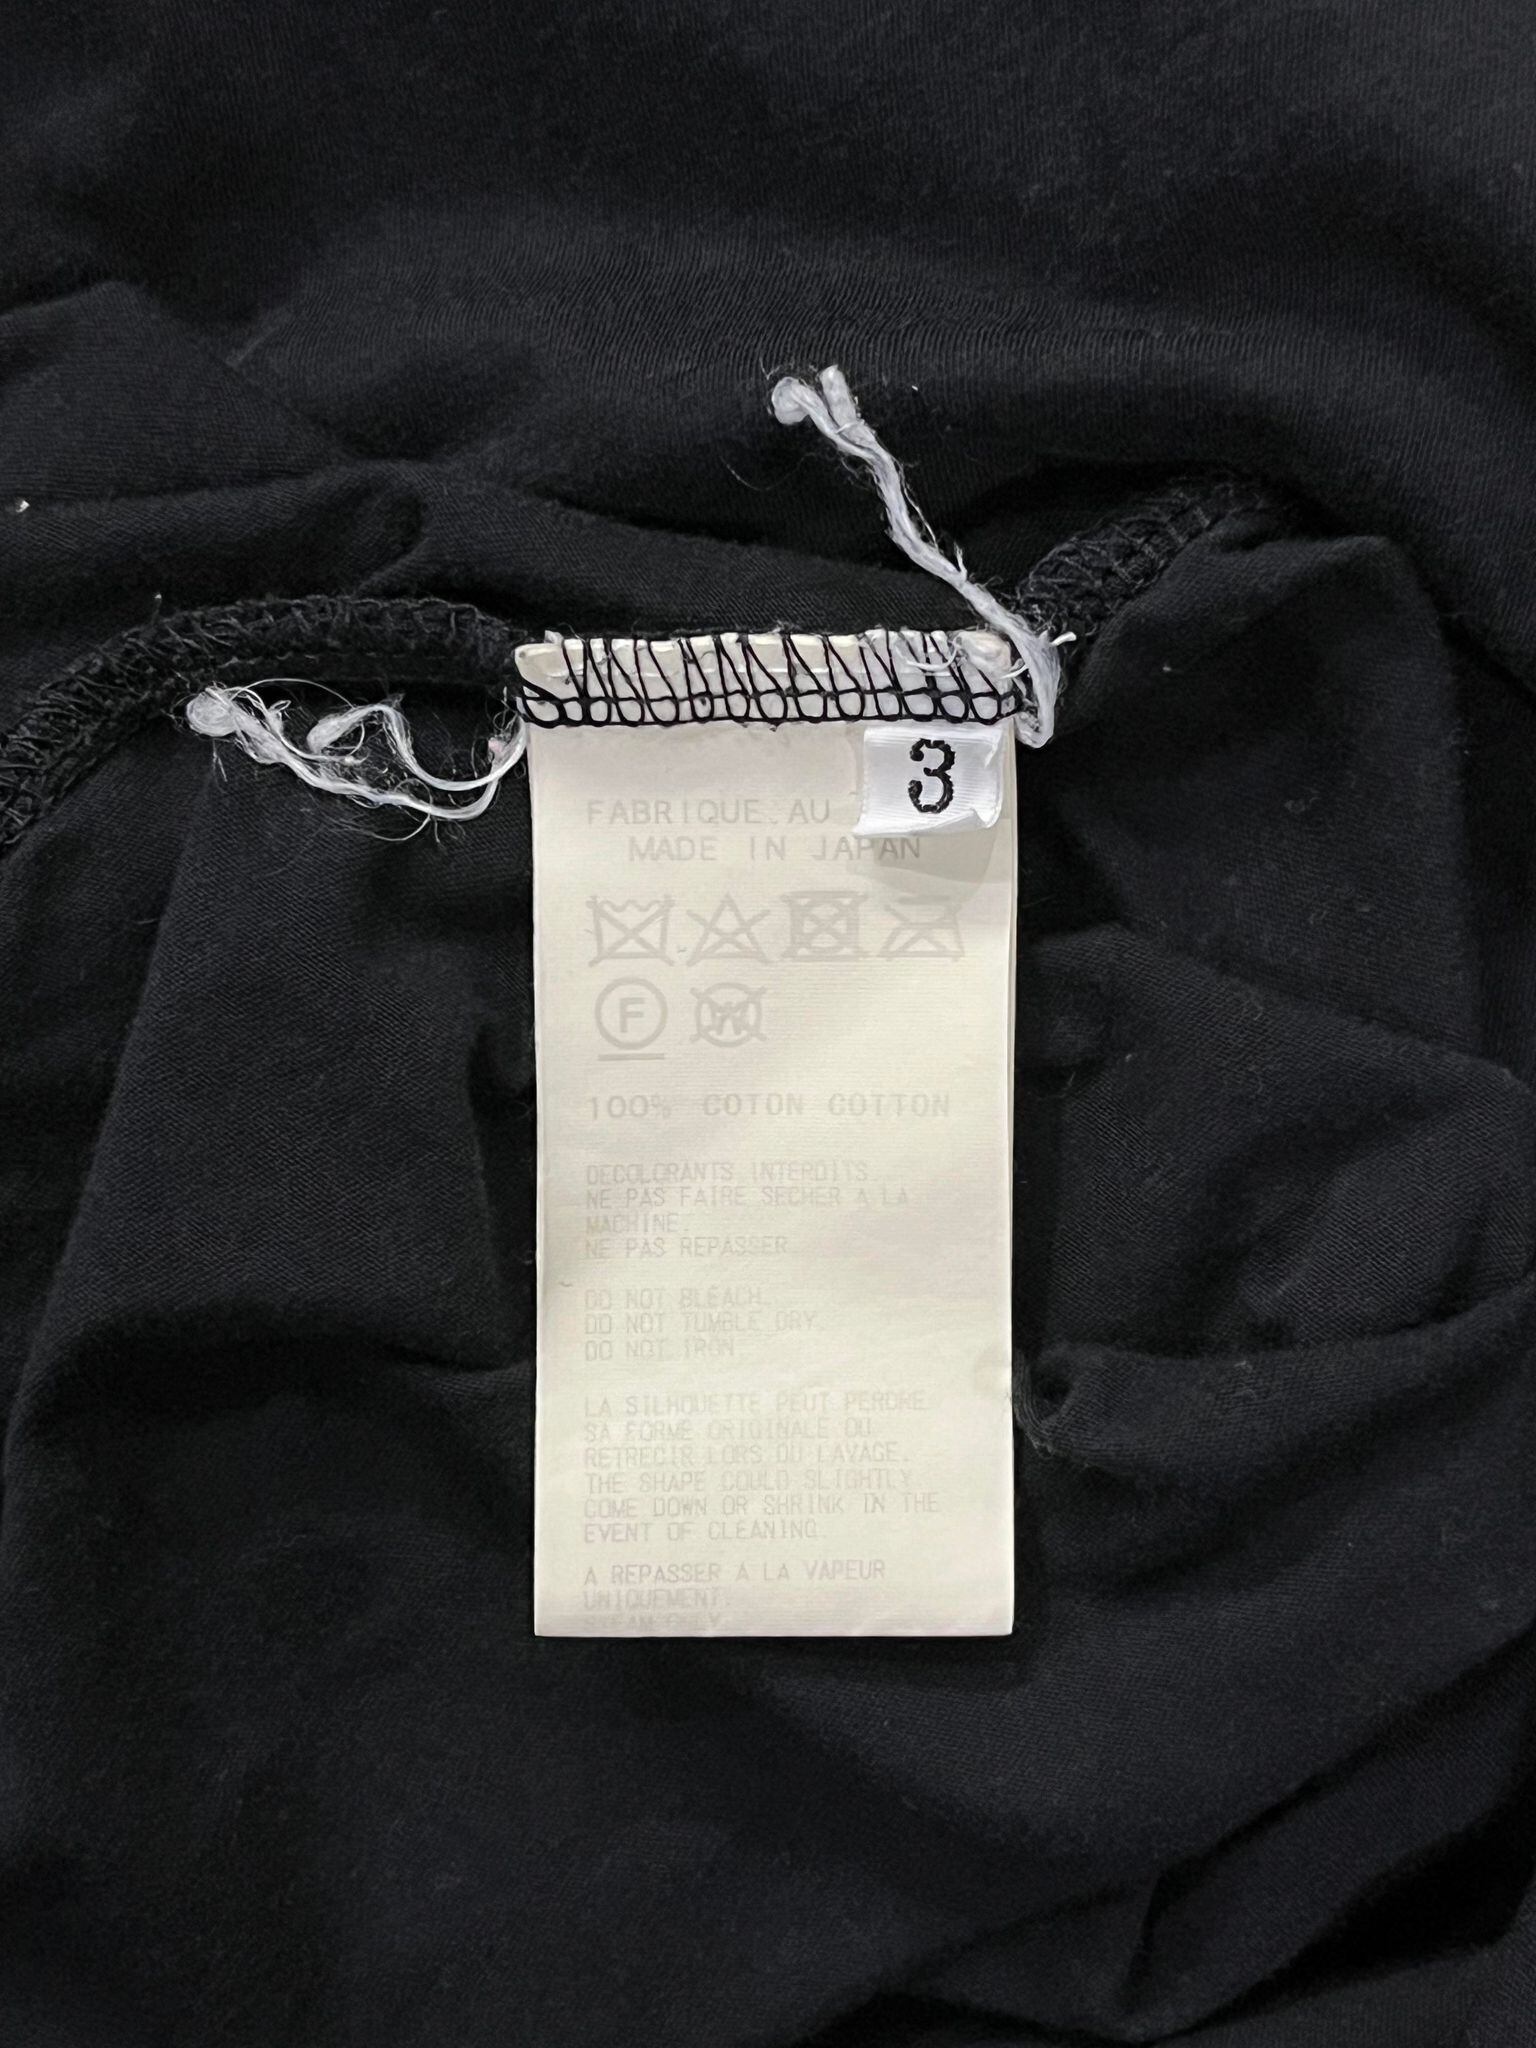 3
FABRIQUE AU
MADE IN JAPAN
F
W
100% COTON COTTON
DECOLORANTS INTERDITS.
NE PAS FAIRE SECHER A LA
MACHINE.
NE PAS REPASSER
DO NOT BLEACH.
DO NOT TUMBLE DRY.
DO NOT IRON
LA SILHOUETTE PEUT PERDRE
SA FORME ORIGINALE OU
RETRECIR LORS DU LAVAGE.
THE SHAPE COULD SLIGHTLY
COME DOWN OR SHRINK IN THE
EVENT OF CLEANING.
A REPASSER A LA VAPEUR
UNIQUEMENT.
STEAM ONLY